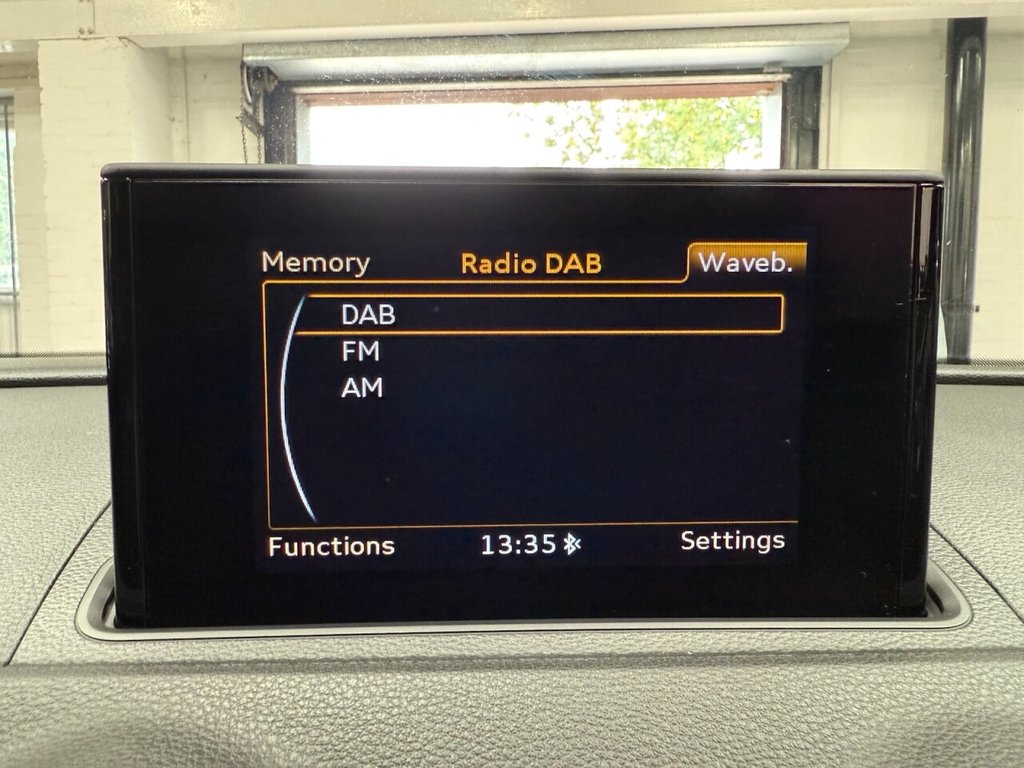 Memory Radio DAB Waveb.
DAB
FM
AM
Functions 13:35 Settings